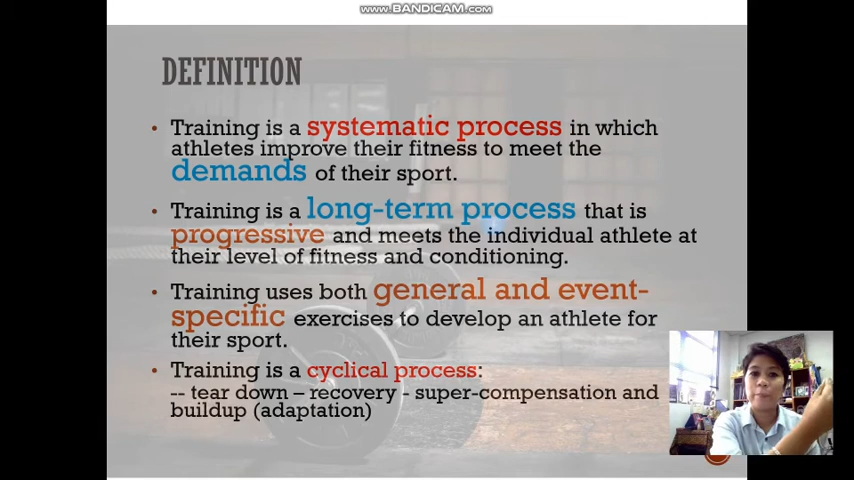 www.BANDICAM.com
DEFINITION
• Training is a systematic process in which
athletes improve their fitness to meet the
demands of their sport.
• Training is a long-term process that is
progressive and meets the individual athlete at
their level of fitness and conditioning.
• Training uses both general and event-
specific exercises to develop an athlete for
their sport.
• Training is a cyclical process:
-- tear down – recovery - super-compensation and
buildup (adaptation)